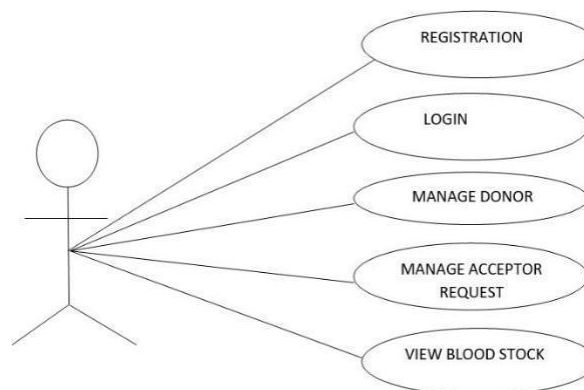 REGISTRATION
LOGIN
MANAGE DONOR
MANAGE ACCEPTOR
REQUEST
VIEW BLOOD STOCK